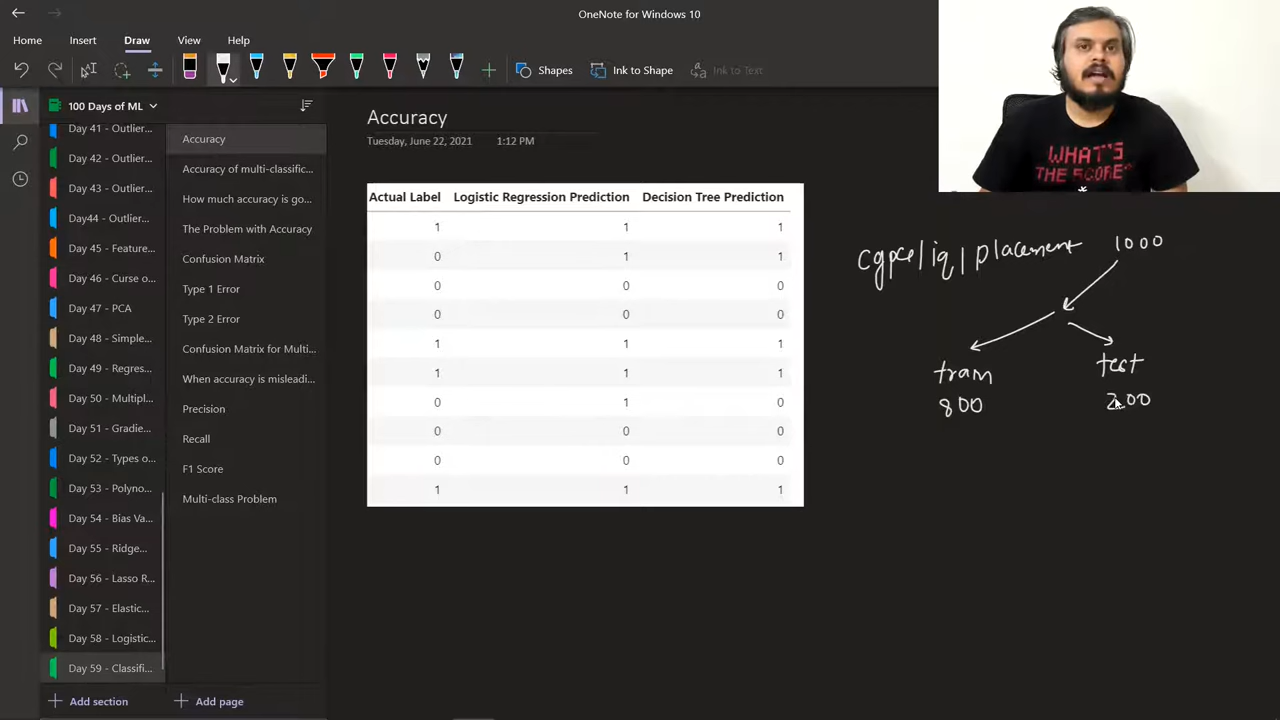 OneNote for Windows 10
Home Insert Draw View Help
Shapes Ink to Shape Ink to Text
100 Days of ML
Day 41 - Outlier...
Day 42 - Outlier...
Day 43 - Outlier...
Day44 - Outlier...
Day 45 - Feature...
Day 46 - Curse o...
Day 47 - PCA
Day 48 - Simple...
Day 49 - Regres...
Day 50 - Multipl...
Day 51 - Gradie...
Day 52 - Types o...
Day 53 - Polyno...
Day 54 - Bias Va...
Day 55 - Ridge...
Day 56 - Lasso R...
Day 57 - Elastic...
Day 58 - Logistic...
Day 59 - Classifi...
Add section
Accuracy
Accuracy of multi-classific...
How much accuracy is go...
The Problem with Accuracy
Confusion Matrix
Type 1 Error
Type 2 Error
Confusion Matrix for Multi...
When accuracy is misleadi...
Precision
Recall
F1 Score
Multi-class Problem
Add page
Accuracy
Tuesday, June 22, 2021 1:12 PM
Actual Label Logistic Regression Prediction Decision Tree Prediction
1 1 1
0 1 1
0 0 0
0 0 0
1 1 1
1 1 1
0 1 0
0 0 0
0 0 0
1 1 1
WHAT'S
THE SCORE?
| iq | placement 1000
train test
800 200